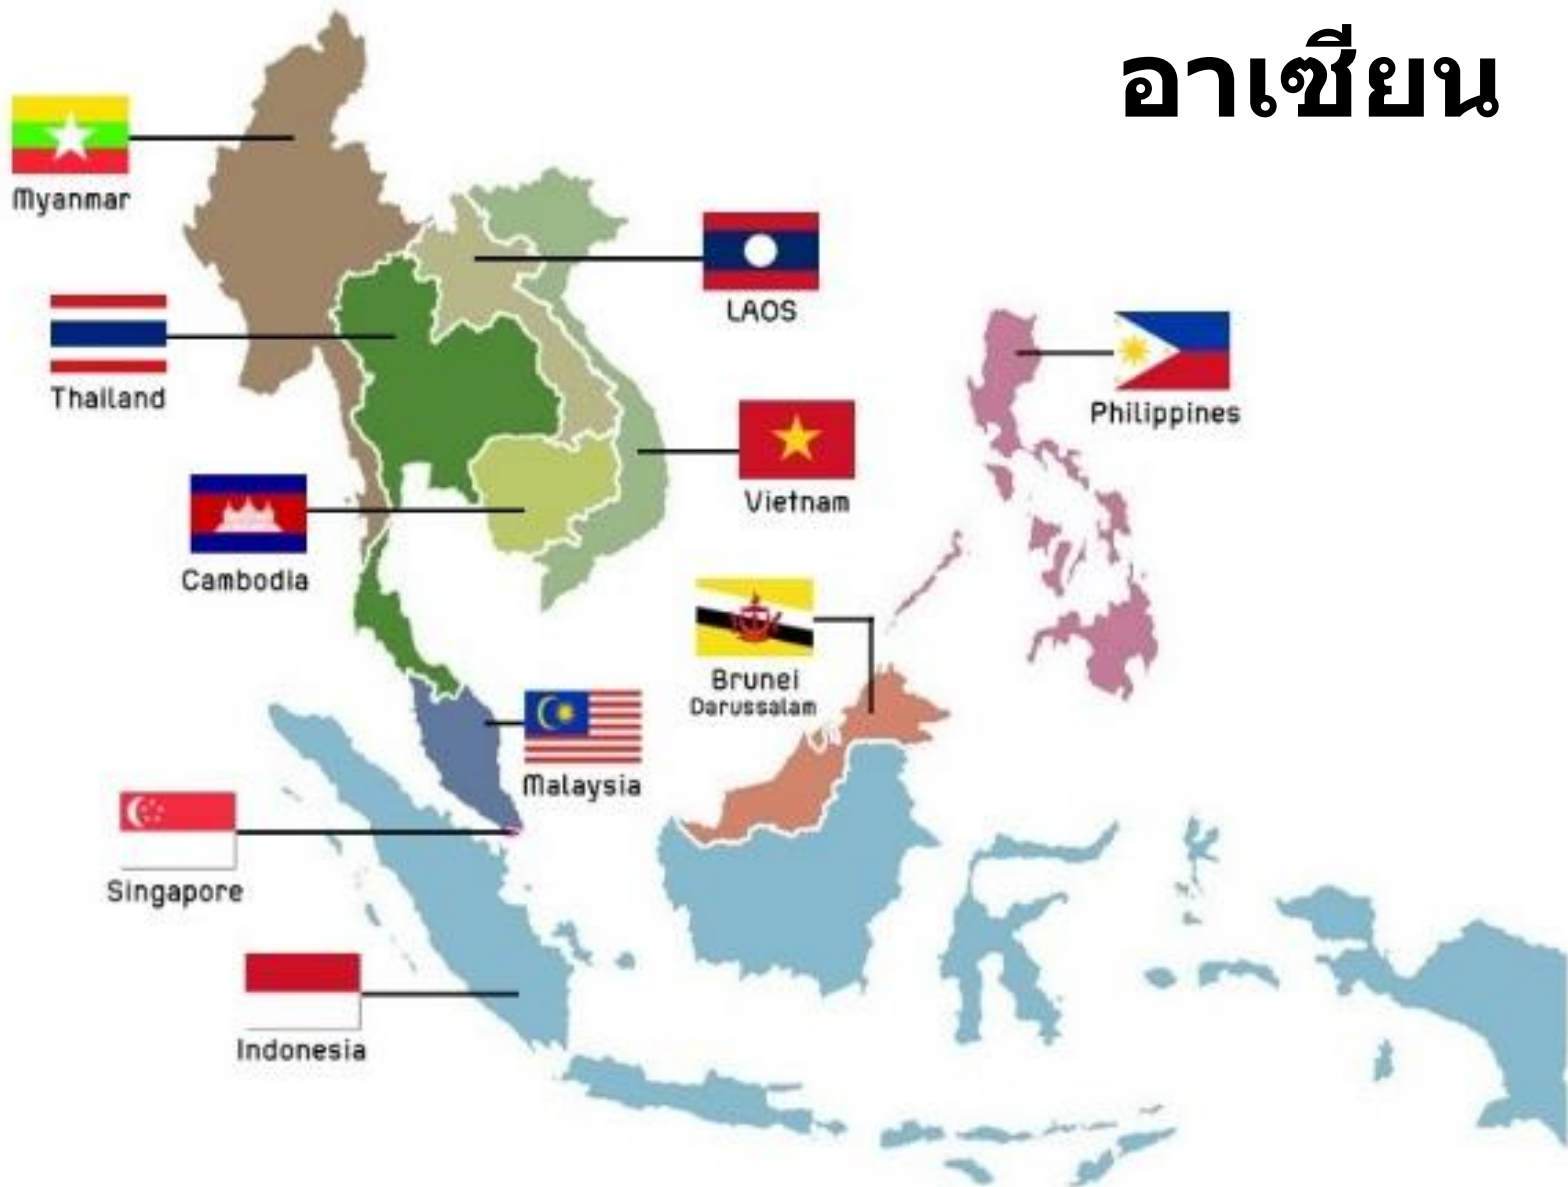 อาเซียน
Myanmar
LAOS
Thailand
Philippines
Vietnam
Cambodia
Brunei
Darussalam
Malaysia
Singapore
Indonesia